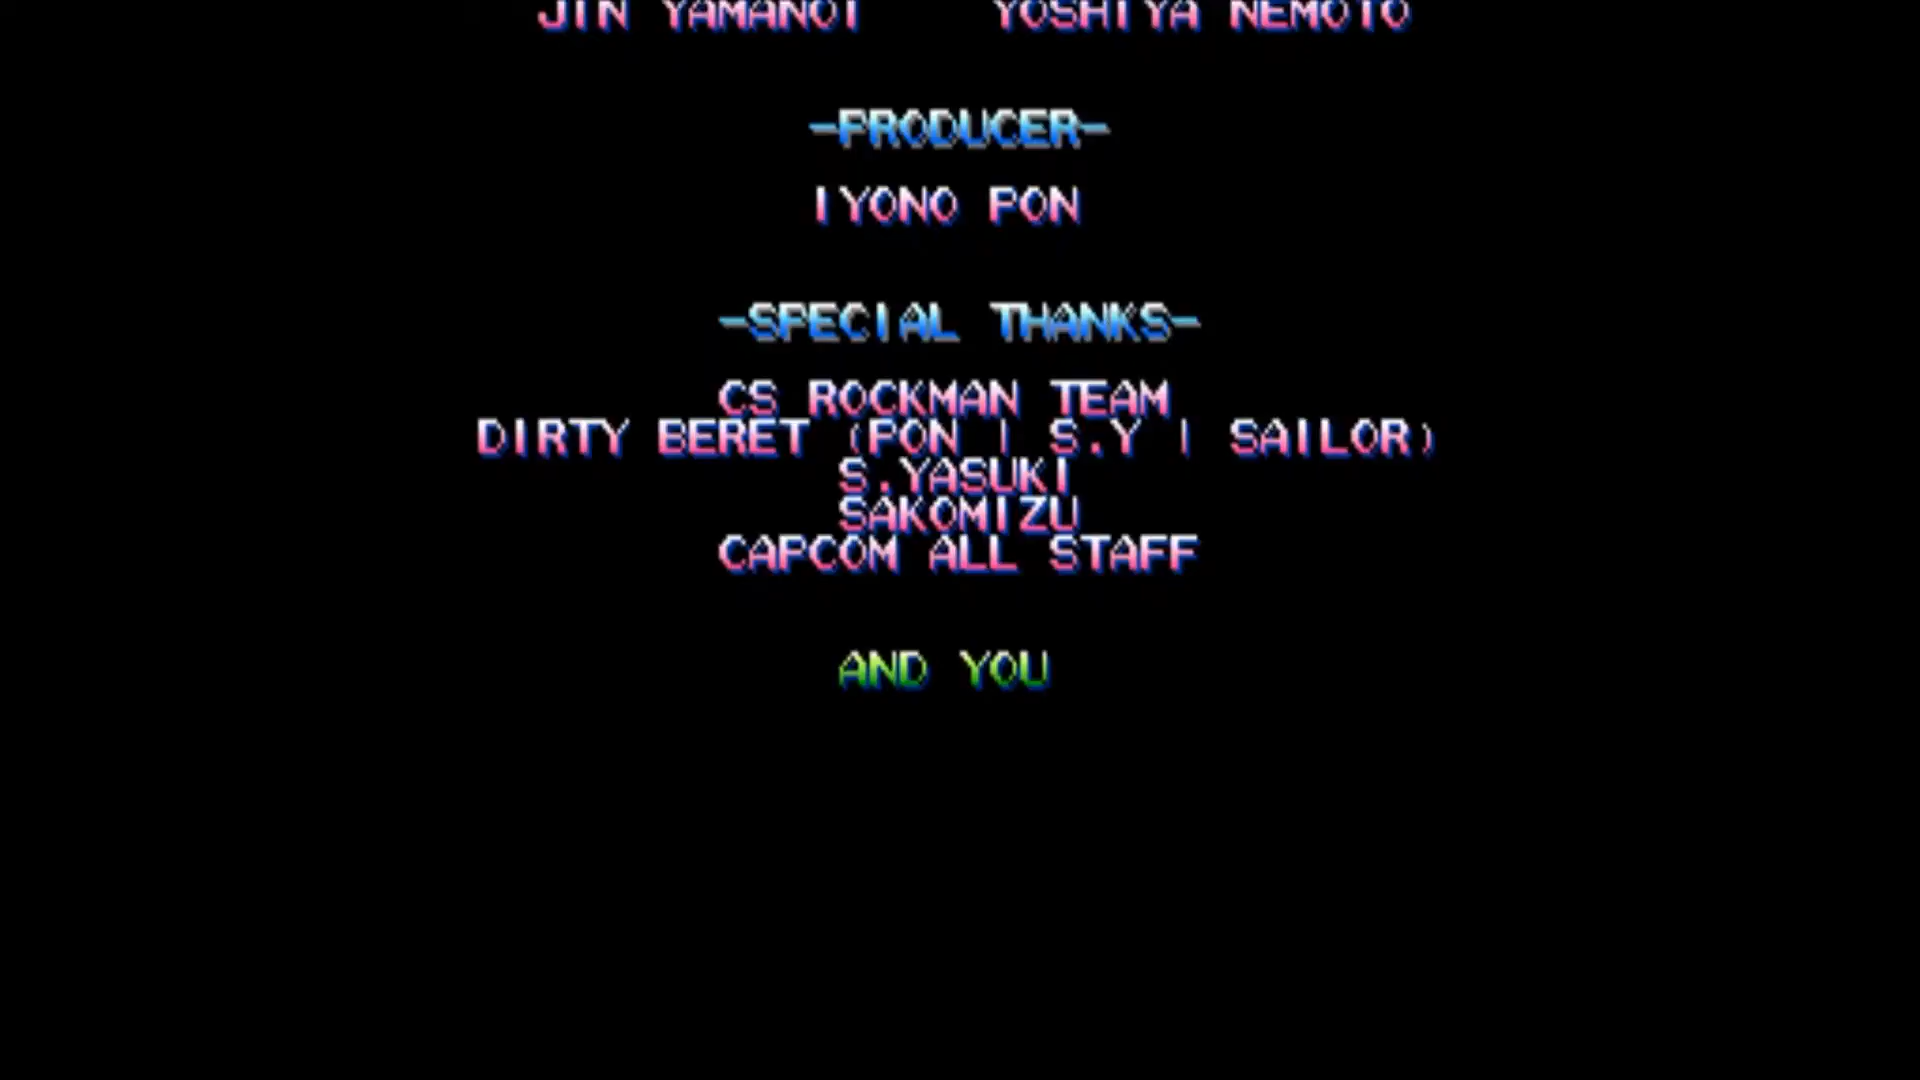 JIN YAMANOI YOSHIYA NEMOTO
-PRODUCER-
IYONO PON
-SPECIAL THANKS-
CS ROCKMAN TEAM
DIRTY BERET (PON | S.Y | SAILOR)
S.YASUKI
SAKOMIZU
CAPCOM ALL STAFF
AND YOU